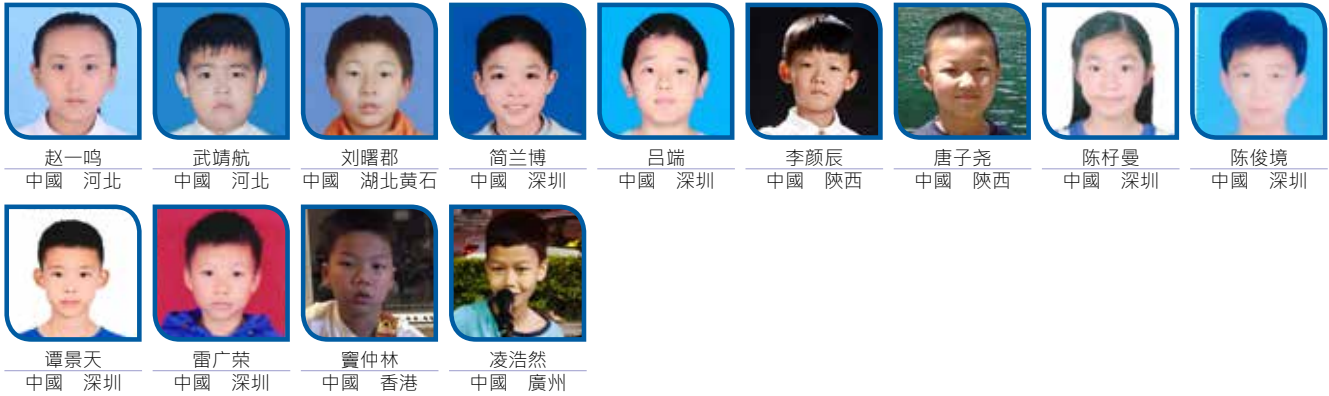 赵一鸣 武靖航 刘曙郡 简兰博 吕端 李颜辰 唐子尧 陈杍曼 陈俊境
中國 河北 中國 河北 中國 湖北黃石 中國 深圳 中國 深圳 中國 陝西 中國 陝西 中國 深圳 中國 深圳
谭景天 雷广荣 竇仲林 凌浩然
中國 深圳 中國 深圳 中國 香港 中國 廣州